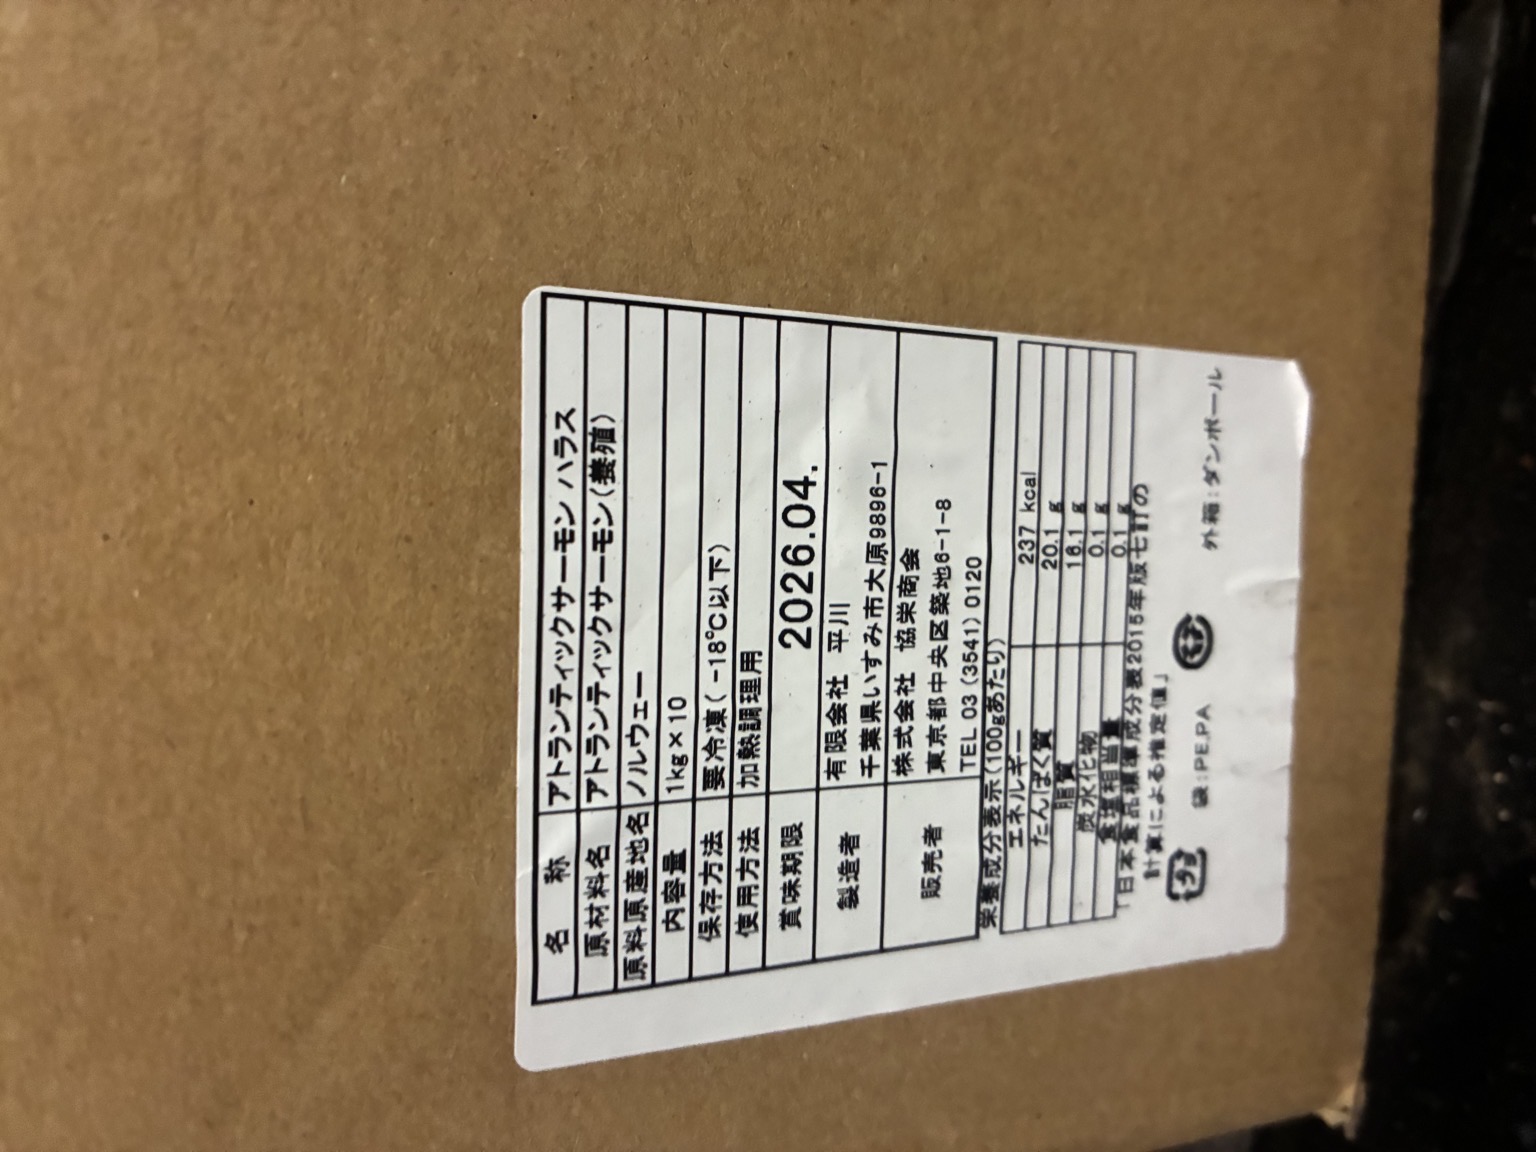 名 称 アトランティックサーモン ハラス
原材料名 アトランティックサーモン(養殖)
原料原産地名 ノルウェー
内容量 1kg×10
保存方法 要冷凍(-18℃以下)
使用方法 加熱調理用
賞味期限 2026.04.
製造者 有限会社 平川
千葉県いすみ市大原9896-1
販売者 株式会社 協栄商会
東京都中央区築地6-1-8
TEL 03(3541)0120
栄養成分表示(100gあたり)
エネルギー 237 kcal
たんぱく質 20.1 g
脂質 16.1 g
炭水化物 0.1 g
食塩相当量 0.1 g
「日本食品標準成分表2015年版七訂の
計算による推定値」
プラ 袋:PE.PA 外箱:ダンボール